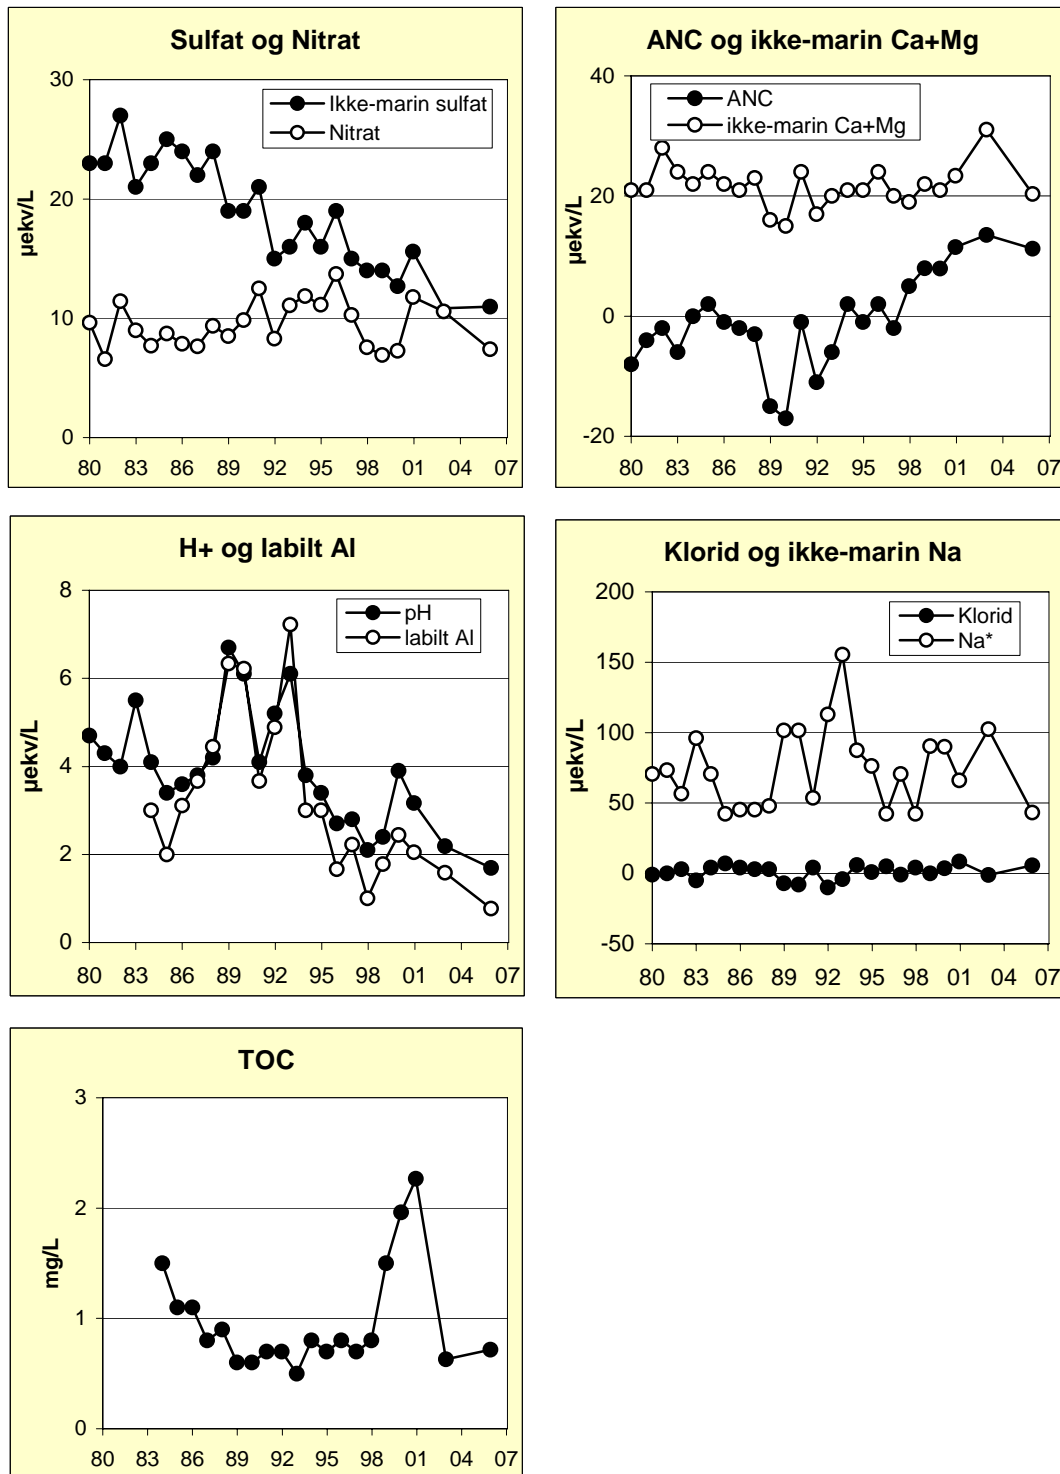 Sulfat og Nitrat
30
20
10
0
µekv/L
Ikke-marin sulfat
Nitrat
80 83 86 89 92 95 98 01 04 07
ANC og ikke-marin Ca+Mg
40
20
0
-20
µekv/L
ANC
ikke-marin Ca+Mg
80 83 86 89 92 95 98 01 04 07
H+ og labilt Al
8
6
4
2
0
µekv/L
pH
labilt Al
80 83 86 89 92 95 98 01 04 07
Klorid og ikke-marin Na
200
150
100
50
0
-50
µekv/L
Klorid
Na*
80 83 86 89 92 95 98 01 04 07
TOC
3
2
1
0
mg/L
80 83 86 89 92 95 98 01 04 07